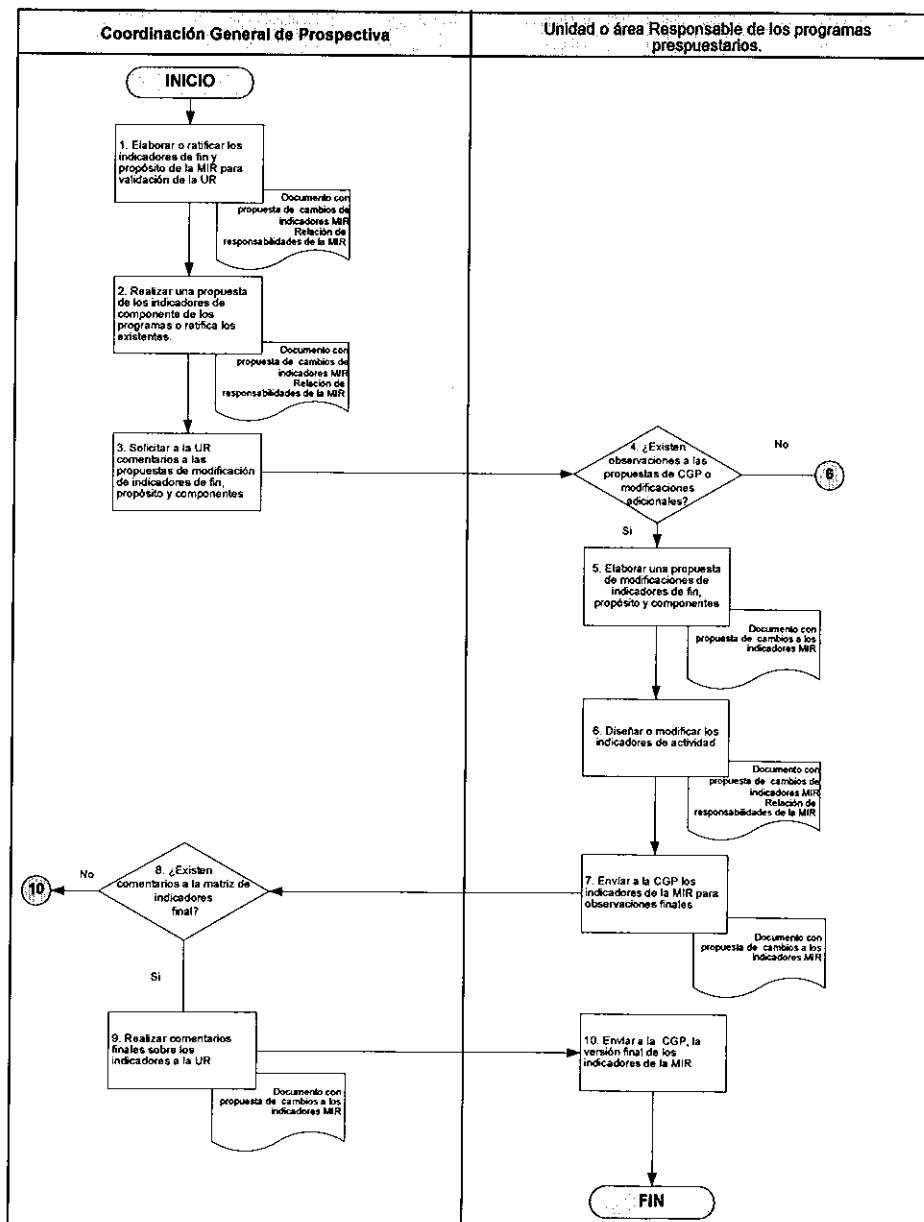 Coordinación General de Prospectiva
Unidad o área Responsable de los programas
prespuestarios.
INICIO
1. Elaborar o ratificar los
indicadores de fin y
propósito de la MIR para
validación de la UR
Documento con
propuesta de cambios de
indicadores MIR
Relación de
responsabilidades de la MIR
2. Realizar una propuesta
de los indicadores de
componente de los
programas o ratifica los
existentes.
Documento con
propuesta de cambios de
indicadores MIR
Relación de
responsabilidades de la MIR
3. Solicitar a la UR
comentarios a las
propuestas de modificación
de indicadores de fin,
propósito y componentes
4. ¿Existen
observaciones a las
propuestas de CGP o
modificaciones
adicionales?
No
6
Si
5. Elaborar una propuesta
de modificaciones de
indicadores de fin,
propósito y componentes
Documento con
propuesta de cambios a los
indicadores MIR
6. Diseñar o modificar los
indicadores de actividad
Documento con
propuesta de cambios de
indicadores MIR
Relación de
responsabilidades de la MIR
7. Envíar a la CGP los
indicadores de la MIR para
observaciones finales
Documento con
propuesta de cambios a los
indicadores MIR
8. ¿Existen
comentarios a la matriz de
indicadores
final?
No
10
Si
9. Realizar comentarios
finales sobre los
indicadores a la UR
Documento con
propuesta de cambios a los
indicadores MIR
10. Envíar a la CGP, la
versión final de los
indicadores de la MIR
FIN